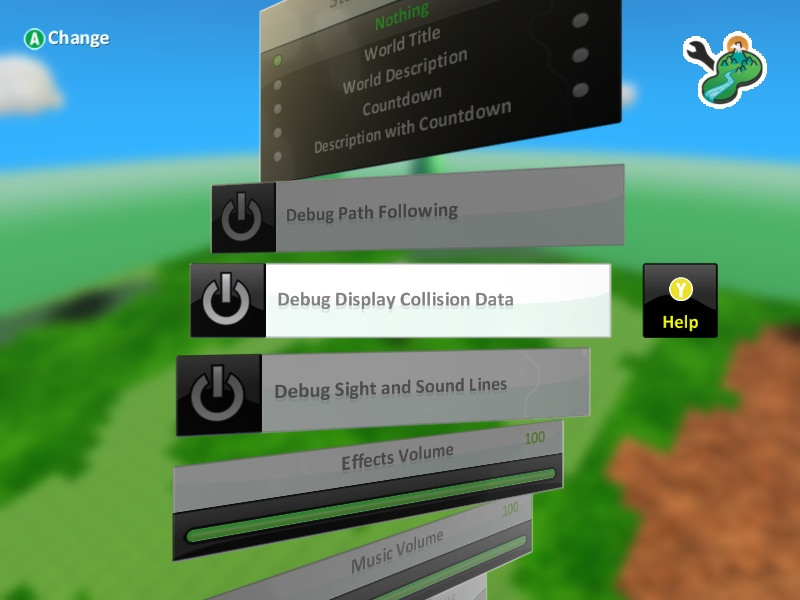 A Change
Nothing
World Title
World Description
Countdown
Description with Countdown
Debug Path Following
Debug Display Collision Data
Y
Help
Debug Sight and Sound Lines
Effects Volume 100
Music Volume 100